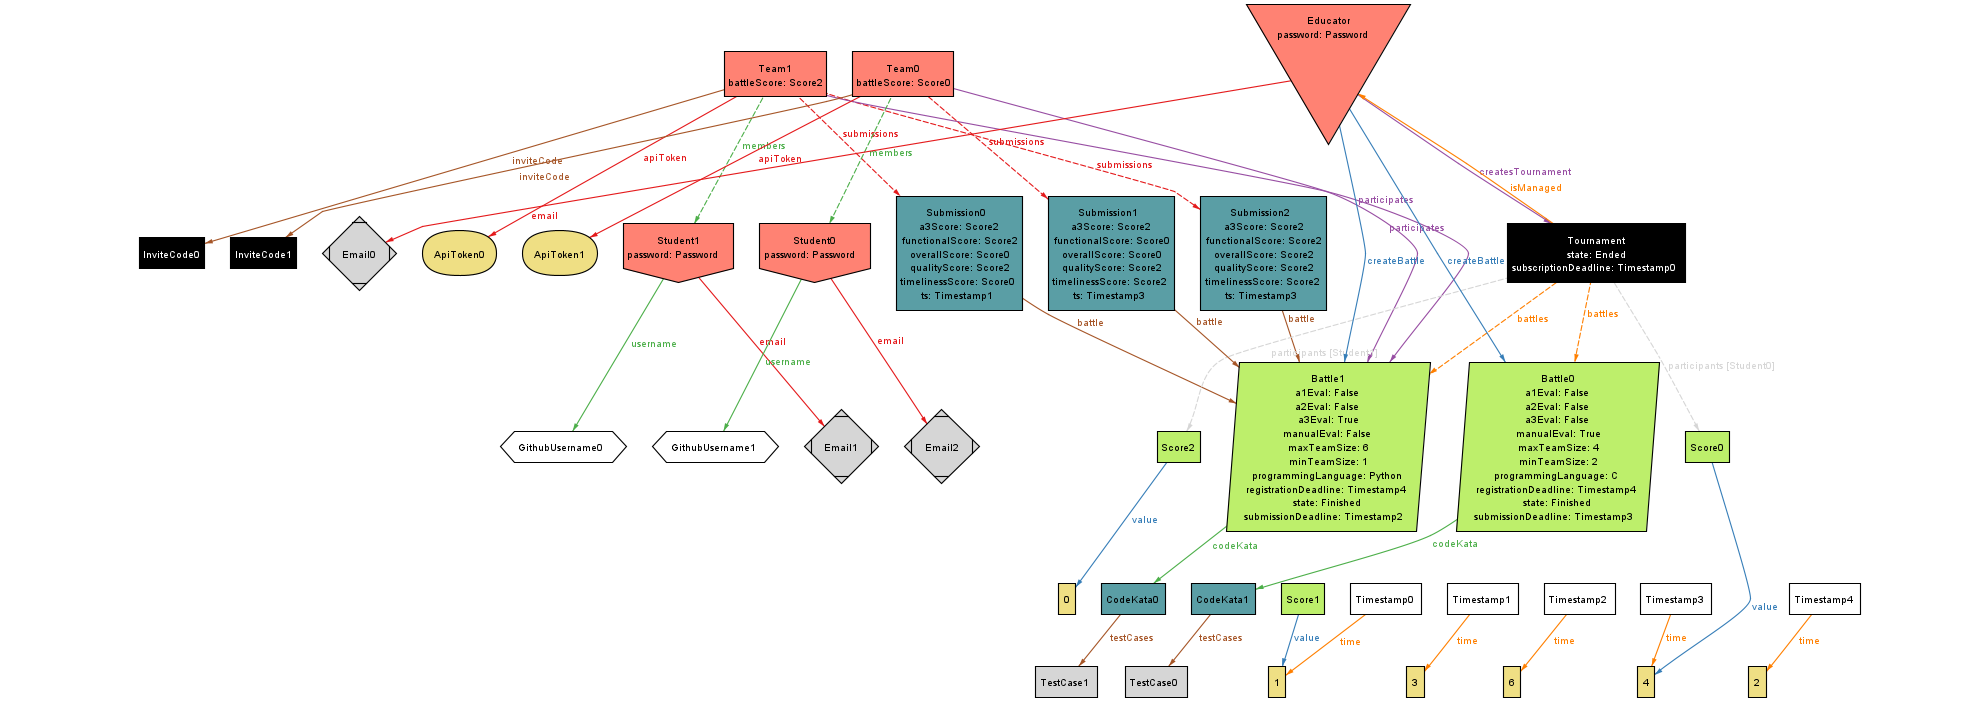 Educator
password: Password
Team1
battleScore: Score2
Team0
battleScore: Score0
submissions
submissions
members
members
apiToken
apiToken
inviteCode
inviteCode
submissions
createsTournament
isManaged
participates
participates
email
InviteCode0
InviteCode1
Email0
ApiToken0
ApiToken1
Student1
password: Password
Student0
password: Password
Submission0
a3Score: Score2
functionalScore: Score2
overallScore: Score0
qualityScore: Score2
timelinessScore: Score0
ts: Timestamp1
Submission1
a3Score: Score2
functionalScore: Score0
overallScore: Score0
qualityScore: Score2
timelinessScore: Score2
ts: Timestamp3
Submission2
a3Score: Score2
functionalScore: Score2
overallScore: Score2
qualityScore: Score2
timelinessScore: Score2
ts: Timestamp3
Tournament
state: Ended
subscriptionDeadline: Timestamp0
createBattle
createBattle
battle
battle
battle
battles
battles
username
email
email
username
participants [Student1]
participants [Student0]
Battle1
a1Eval: False
a2Eval: False
a3Eval: True
manualEval: False
maxTeamSize: 6
minTeamSize: 1
programmingLanguage: Python
registrationDeadline: Timestamp4
state: Finished
submissionDeadline: Timestamp2
Battle0
a1Eval: False
a2Eval: False
a3Eval: False
manualEval: True
maxTeamSize: 4
minTeamSize: 2
programmingLanguage: C
registrationDeadline: Timestamp4
state: Finished
submissionDeadline: Timestamp3
GithubUsername0
GithubUsername1
Email1
Email2
Score2
Score0
value
codeKata
codeKata
0
CodeKata0
CodeKata1
Score1
Timestamp0
Timestamp1
Timestamp2
Timestamp3
Timestamp4
value
testCases
testCases
value
time
time
time
time
time
TestCase1
TestCase0
1
3
6
4
2